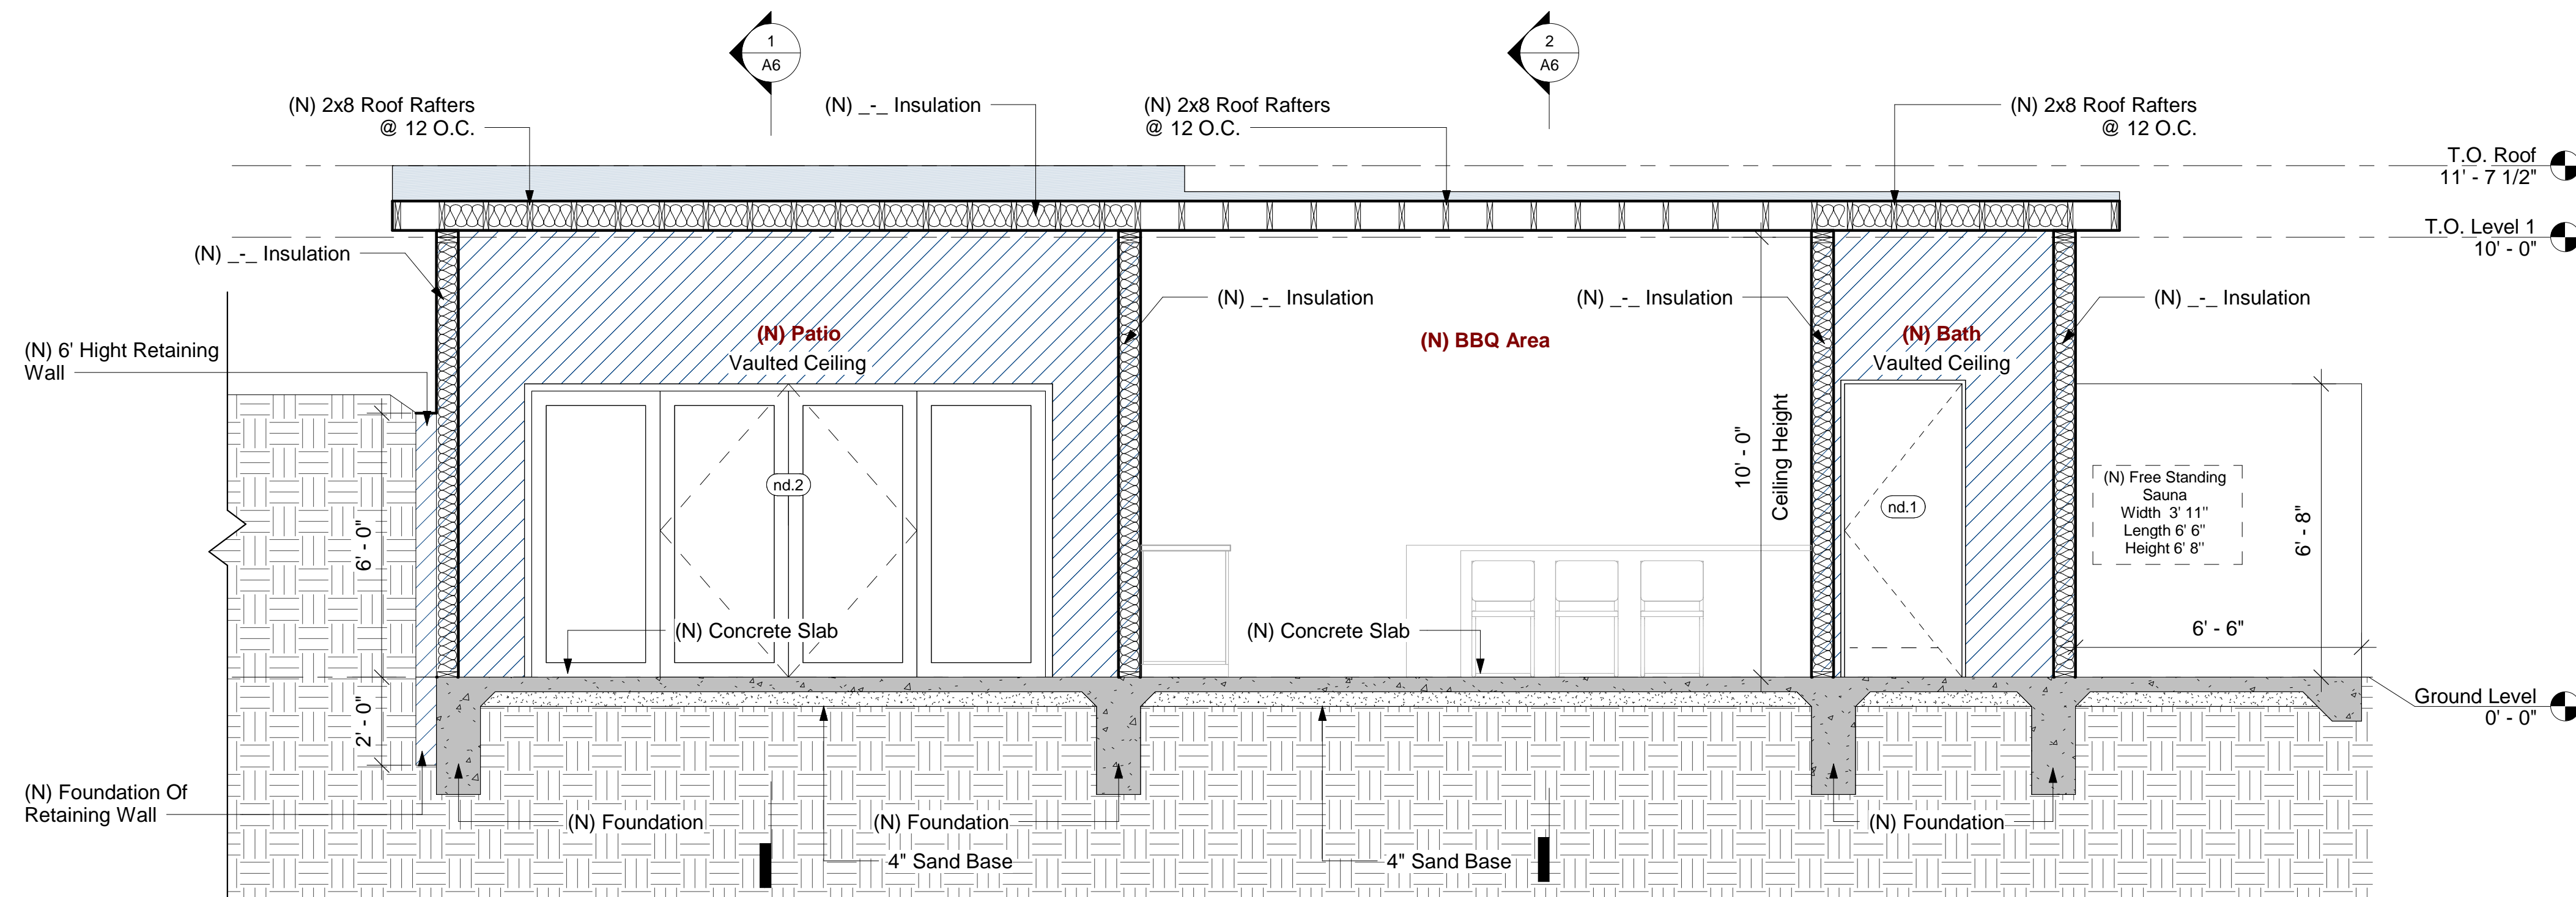 1
A6
2
A6
(N) 2x8 Roof Rafters
@ 12 O.C.
(N) _-_ Insulation
(N) 2x8 Roof Rafters
@ 12 O.C.
(N) 2x8 Roof Rafters
@ 12 O.C.
T.O. Roof
11' - 7 1/2"
T.O. Level 1
10' - 0"
(N) _-_ Insulation
(N) _-_ Insulation
(N) _-_ Insulation
(N) _-_ Insulation
(N) Patio
Vaulted Ceiling
(N) BBQ Area
(N) Bath
Vaulted Ceiling
(N) 6' Hight Retaining
Wall
10' - 0"
Ceiling Height
nd.2
nd.1
(N) Free Standing
Sauna
Width 3' 11"
Length 6' 6"
Height 6' 8"
6' - 8"
6' - 0"
6' - 6"
(N) Concrete Slab
(N) Concrete Slab
2' - 0"
Ground Level
0' - 0"
(N) Foundation Of
Retaining Wall
(N) Foundation
(N) Foundation
(N) Foundation
4" Sand Base
4" Sand Base